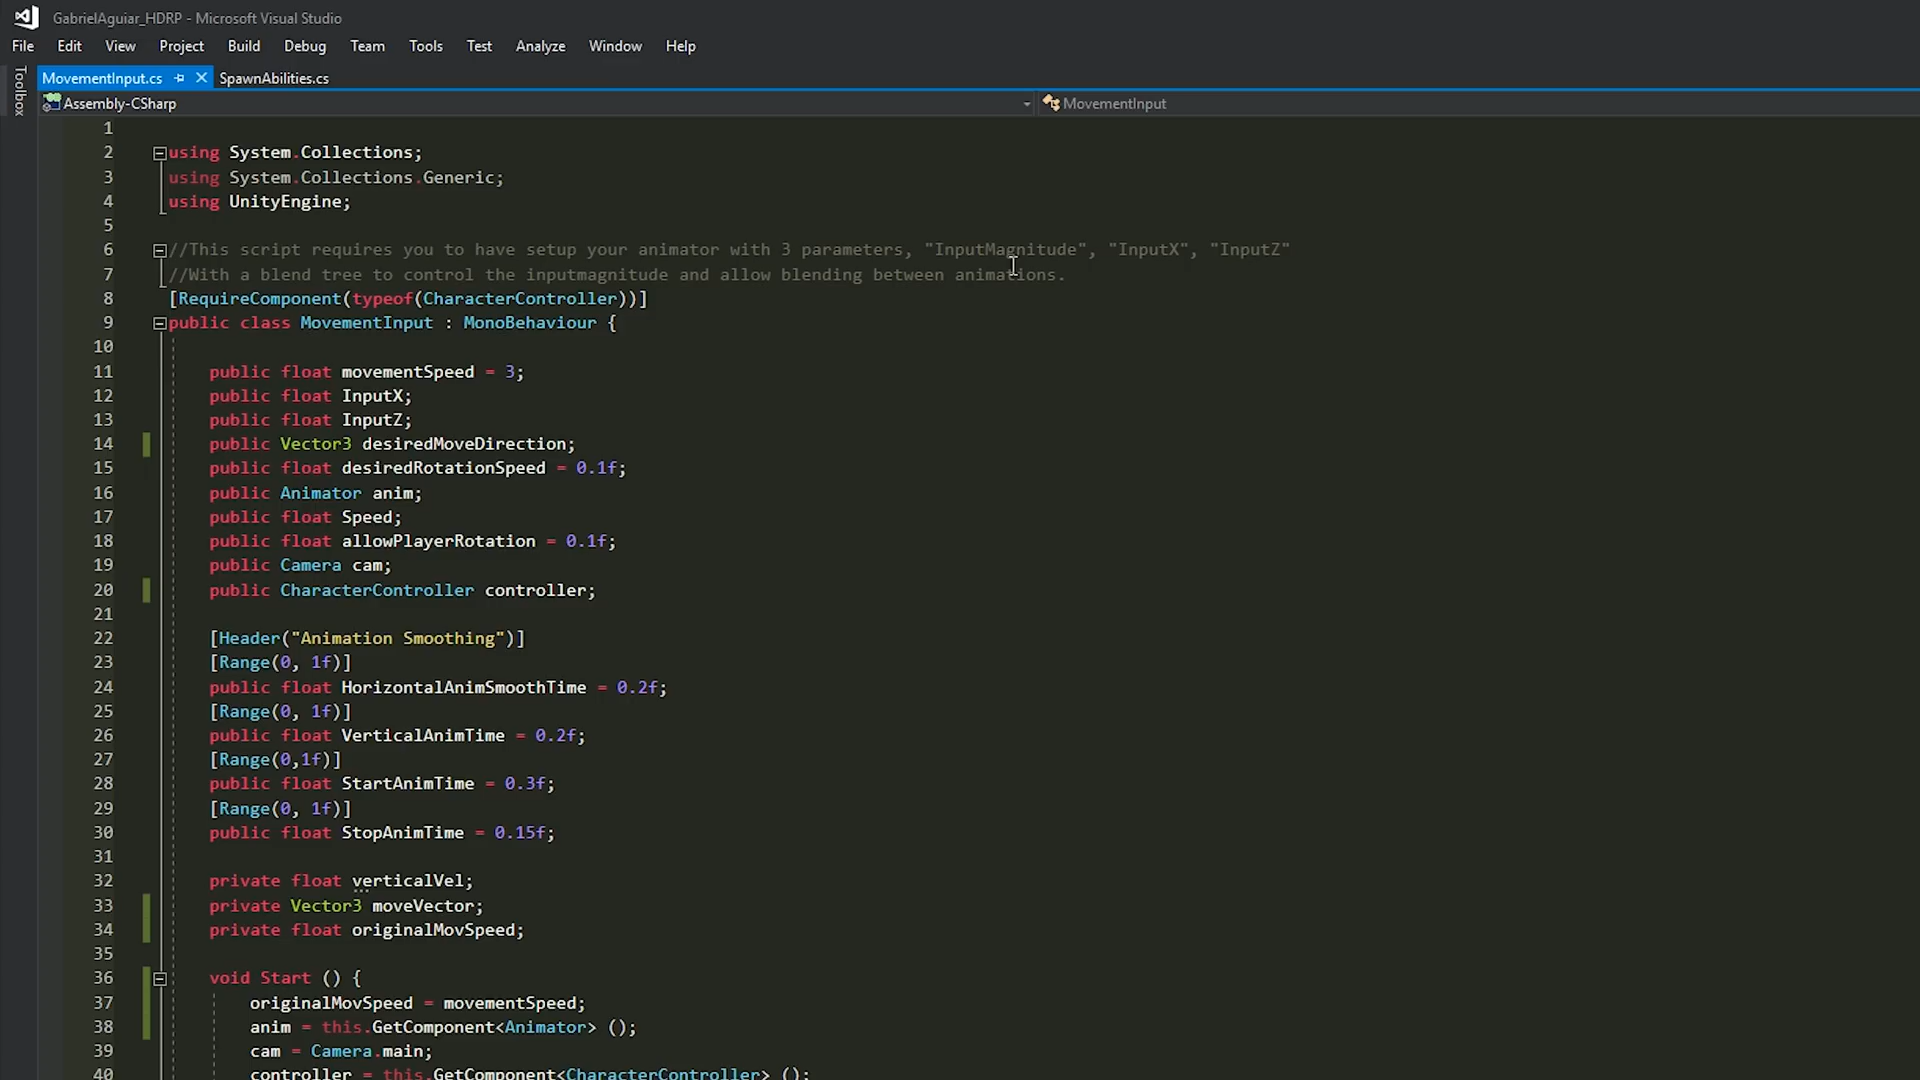 GabrielAguiar_HDRP - Microsoft Visual Studio
File Edit View Project Build Debug Team Tools Test Analyze Window Help
Toolbox
MovementInput.cs SpawnAbilities.cs
Assembly-CSharp MovementInput
1
2 using System.Collections;
3 using System.Collections.Generic;
4 using UnityEngine;
5
6 //This script requires you to have setup your animator with 3 parameters, "InputMagnitude", "InputX", "InputZ"
7 //With a blend tree to control the inputmagnitude and allow blending between animations.
8 [RequireComponent(typeof(CharacterController))]
9 public class MovementInput : MonoBehaviour {
10
11 public float movementSpeed = 3;
12 public float InputX;
13 public float InputZ;
14 public Vector3 desiredMoveDirection;
15 public float desiredRotationSpeed = 0.1f;
16 public Animator anim;
17 public float Speed;
18 public float allowPlayerRotation = 0.1f;
19 public Camera cam;
20 public CharacterController controller;
21
22 [Header("Animation Smoothing")]
23 [Range(0, 1f)]
24 public float HorizontalAnimSmoothTime = 0.2f;
25 [Range(0, 1f)]
26 public float VerticalAnimTime = 0.2f;
27 [Range(0,1f)]
28 public float StartAnimTime = 0.3f;
29 [Range(0, 1f)]
30 public float StopAnimTime = 0.15f;
31
32 private float verticalVel;
33 private Vector3 moveVector;
34 private float originalMovSpeed;
35
36 void Start () {
37 originalMovSpeed = movementSpeed;
38 anim = this.GetComponent<Animator> ();
39 cam = Camera.main;
40 controller = this.GetComponent<CharacterController> ();